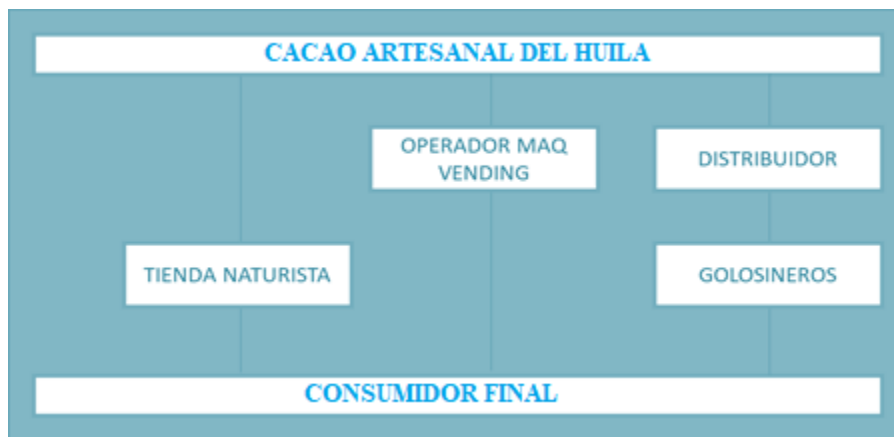 CACAO ARTESANAL DEL HUILA
OPERADOR MAQ
VENDING
DISTRIBUIDOR
TIENDA NATURISTA
GOLOSINEROS
CONSUMIDOR FINAL